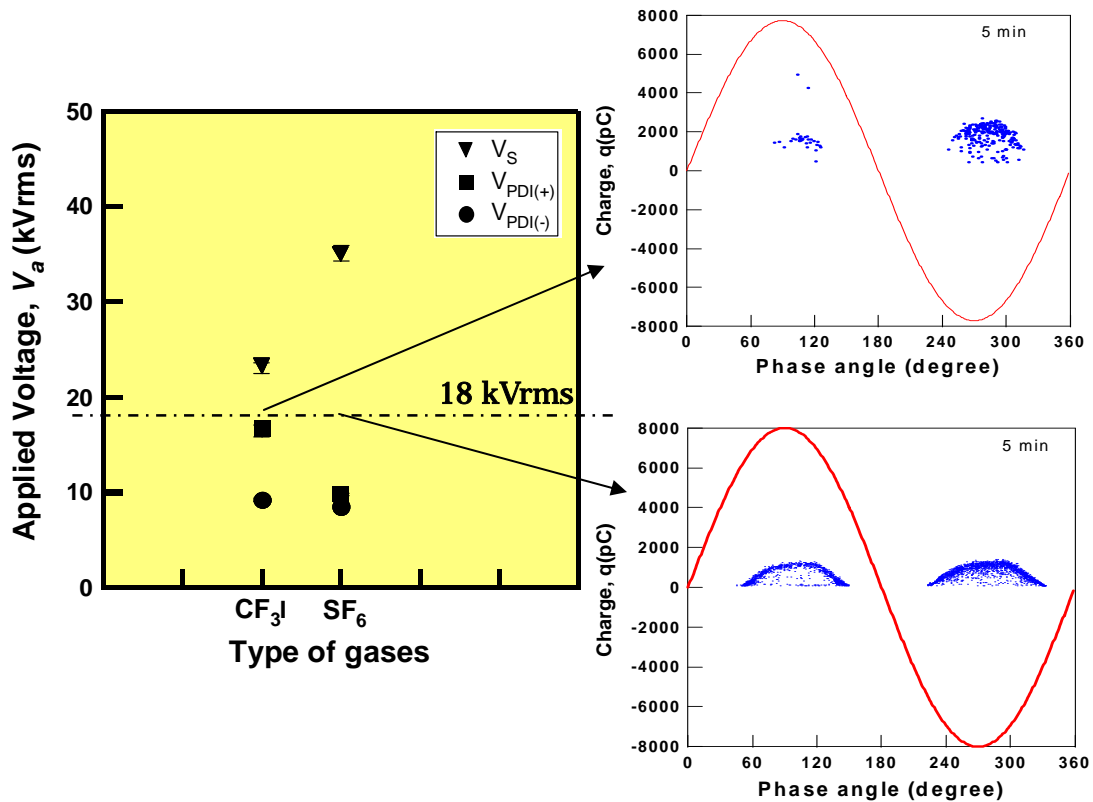 50
40
30
20
10
0
Applied Voltage, Vₐ (kVrms)
V_S
V_PDI(+)
V_PDI(-)
18 kVrms
CF₃I SF₆
Type of gases
8000
6000
4000
2000
0
-2000
-4000
-6000
-8000
Charge, q(pC)
5 min
0 60 120 180 240 300 360
Phase angle (degree)
8000
6000
4000
2000
0
-2000
-4000
-6000
-8000
Charge, q(pC)
5 min
0 60 120 180 240 300 360
Phase angle (degree)